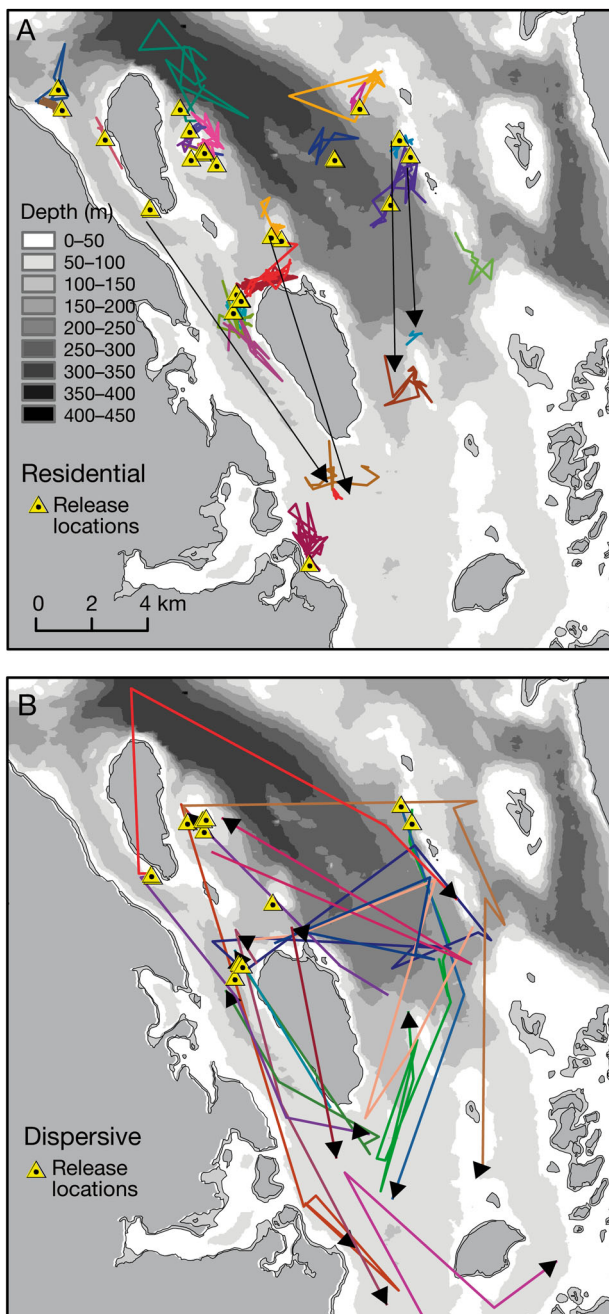 A
Depth (m)
0–50
50–100
100–150
150–200
200–250
250–300
300–350
350–400
400–450
Residential
Release
locations
0 2 4 km
B
Dispersive
Release
locations